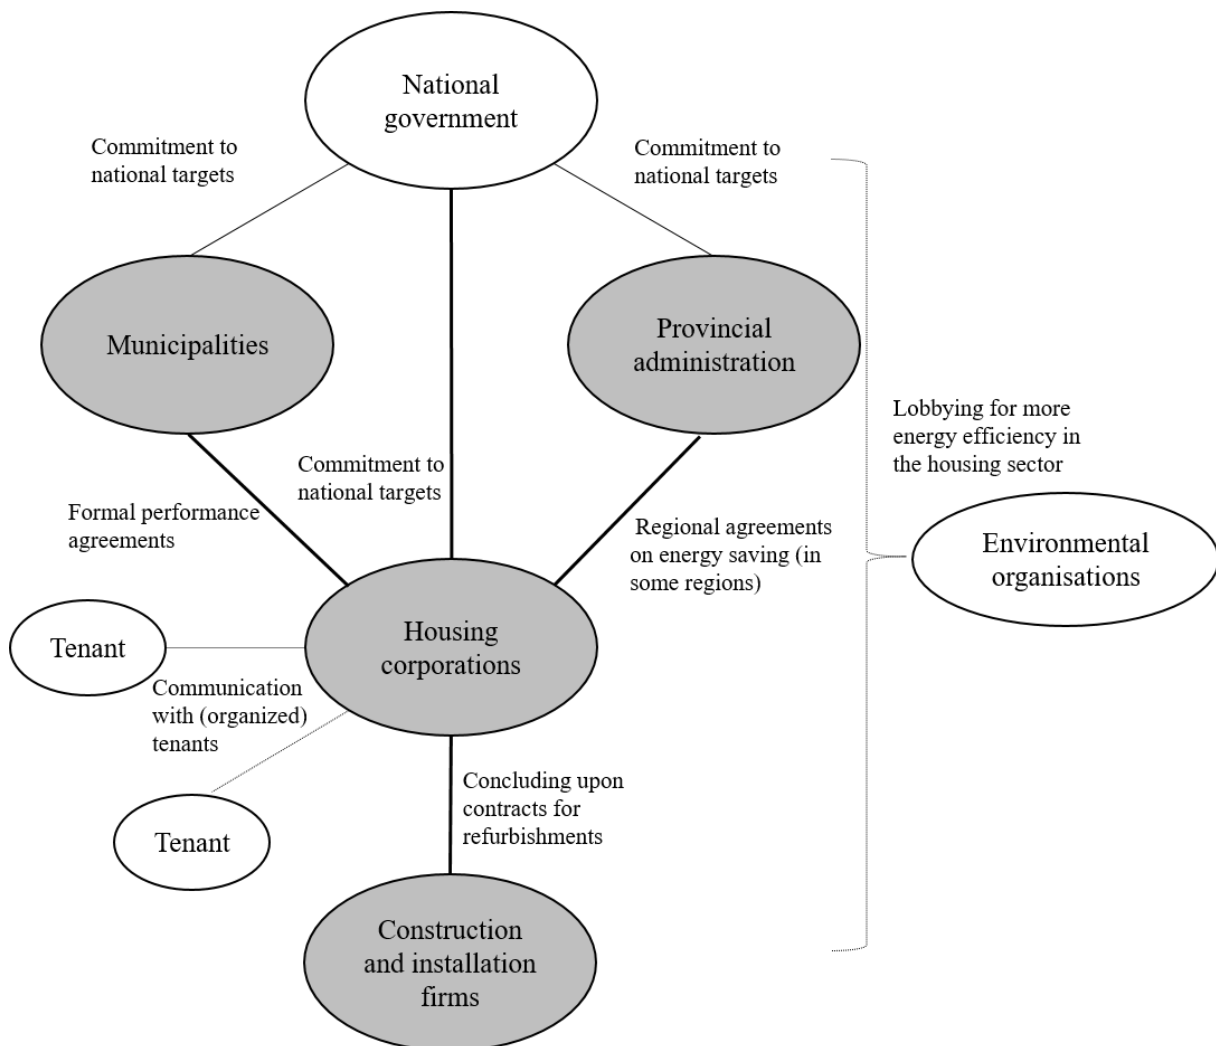 National
government
Commitment to
national targets
Commitment to
national targets
Municipalities
Provincial
administration
Lobbying for more
energy efficiency in
the housing sector
Commitment to
national targets
Formal performance
agreements
Regional agreements
on energy saving (in
some regions)
Environmental
organisations
Housing
corporations
Tenant
Communication
with (organized)
tenants
Concluding upon
contracts for
refurbishments
Tenant
Construction
and installation
firms